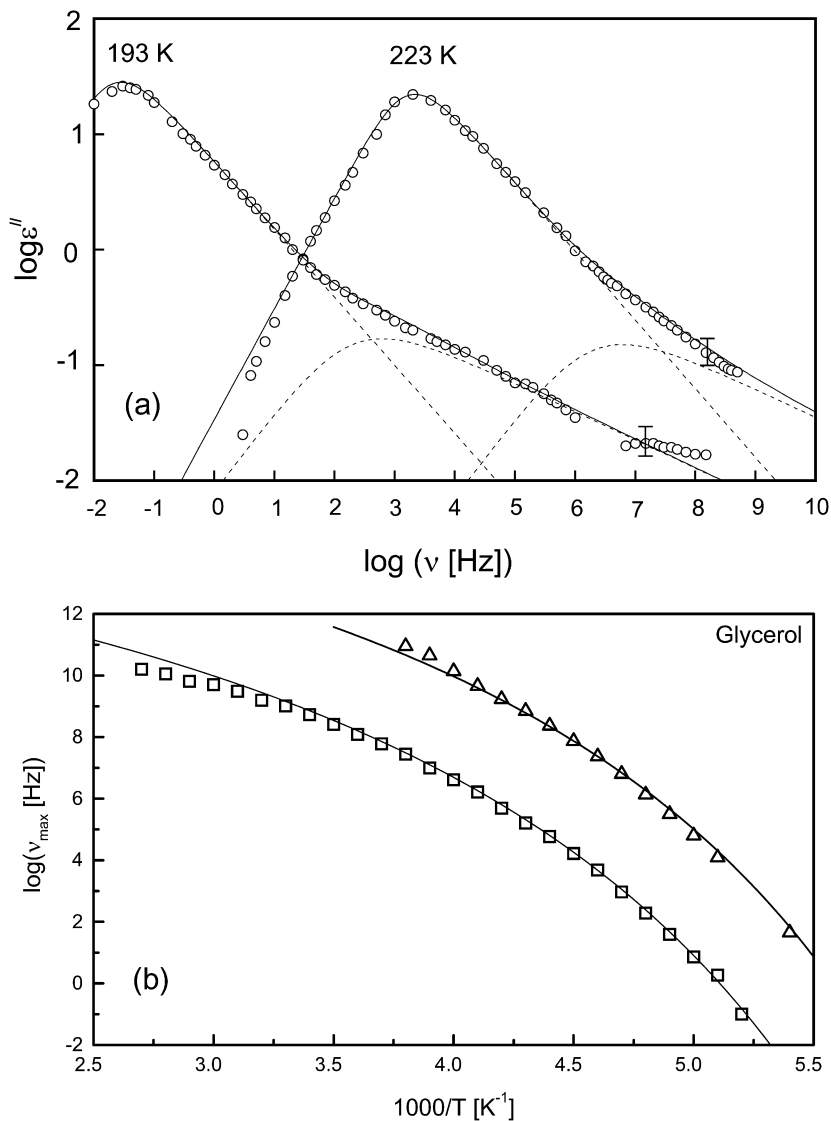 2
193 K
223 K
1
0
logε''
-1
(a)
-2
-2 -1 0 1 2 3 4 5 6 7 8 9 10
log (ν [Hz])
12
Glycerol
10
8
6
log(νmax [Hz])
4
2
0
(b)
-2
2.5 3.0 3.5 4.0 4.5 5.0 5.5
1000/T [K-1]